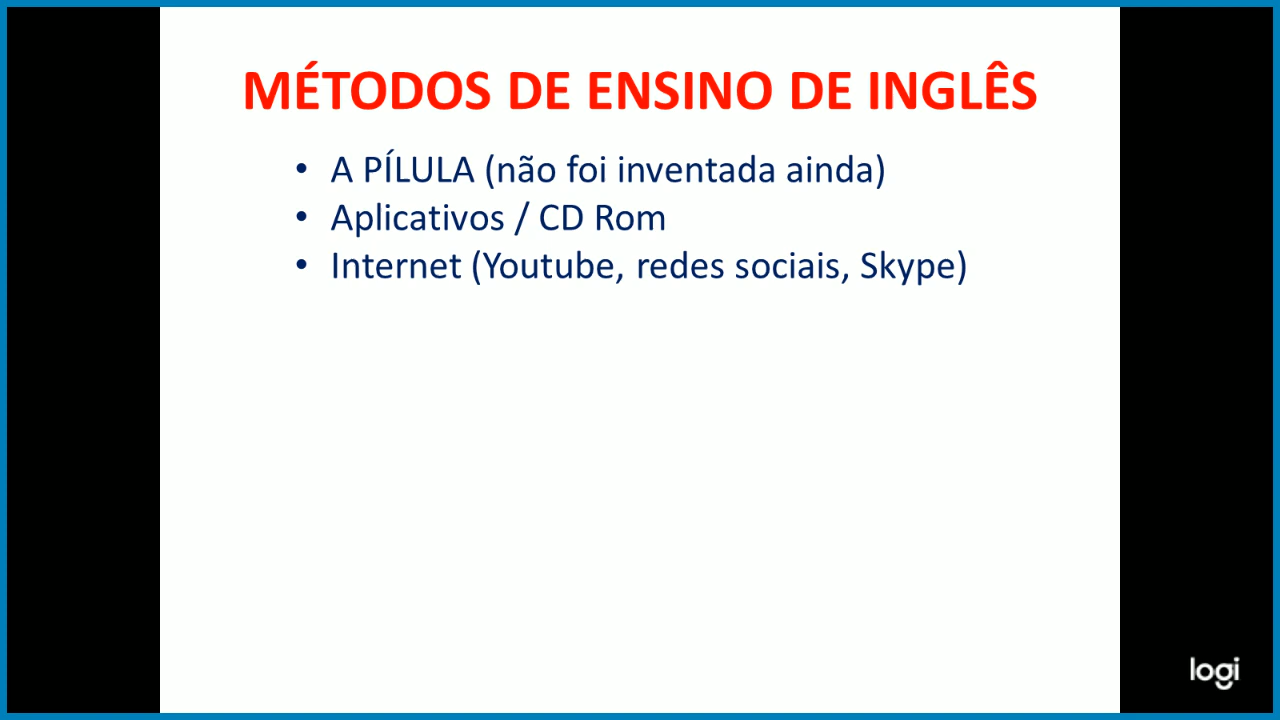 MÉTODOS DE ENSINO DE INGLÊS
• A PÍLULA (não foi inventada ainda)
• Aplicativos / CD Rom
• Internet (Youtube, redes sociais, Skype)
logi